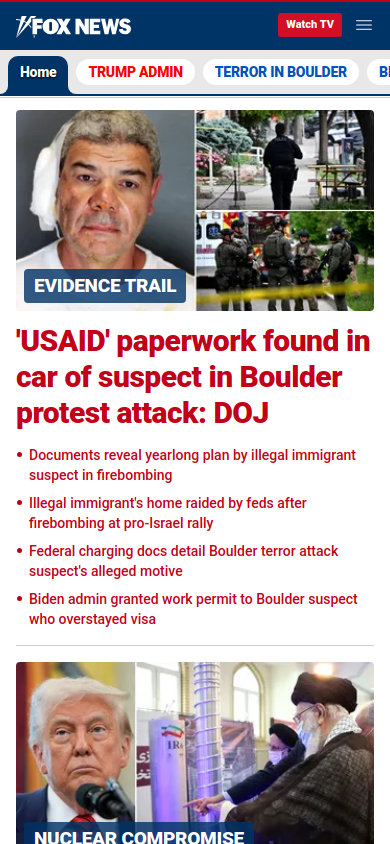 FOX NEWS
Watch TV
Home
TRUMP ADMIN
TERROR IN BOULDER
EVIDENCE TRAIL
'USAID' paperwork found in
car of suspect in Boulder
protest attack: DOJ
• Documents reveal yearlong plan by illegal immigrant
suspect in firebombing
• Illegal immigrant's home raided by feds after
firebombing at pro-Israel rally
• Federal charging docs detail Boulder terror attack
suspect's alleged motive
• Biden admin granted work permit to Boulder suspect
who overstayed visa
NUCLEAR COMPROMISE